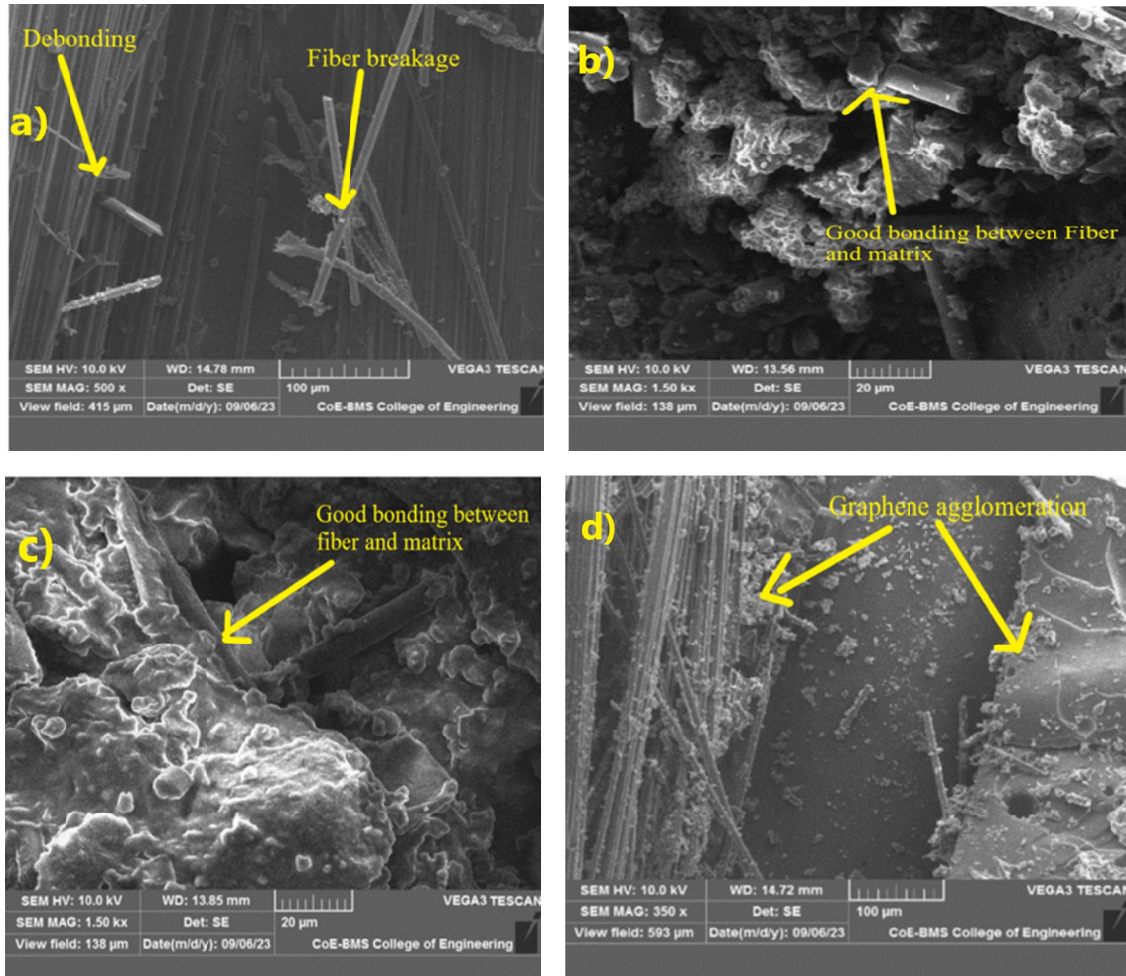 a)
Debonding
Fiber breakage
SEM HV: 10.0 kV WD: 14.78 mm VEGA3 TESCAN
SEM MAG: 500 x Det: SE 100 µm
View field: 415 µm Date(m/d/y): 09/06/23 CoE-BMS College of Engineering
b)
Good bonding between Fiber
and matrix
SEM HV: 10.0 kV WD: 13.56 mm VEGA3 TESCAN
SEM MAG: 1.50 kx Det: SE 20 µm
View field: 138 µm Date(m/d/y): 09/06/23 CoE-BMS College of Engineering
c)
Good bonding between
fiber and matrix
SEM HV: 10.0 kV WD: 13.85 mm VEGA3 TESCAN
SEM MAG: 1.50 kx Det: SE 20 µm
View field: 138 µm Date(m/d/y): 09/06/23 CoE-BMS College of Engineering
d)
Graphene agglomeration
SEM HV: 10.0 kV WD: 14.72 mm VEGA3 TESCAN
SEM MAG: 350 x Det: SE 100 µm
View field: 593 µm Date(m/d/y): 09/06/23 CoE-BMS College of Engineering